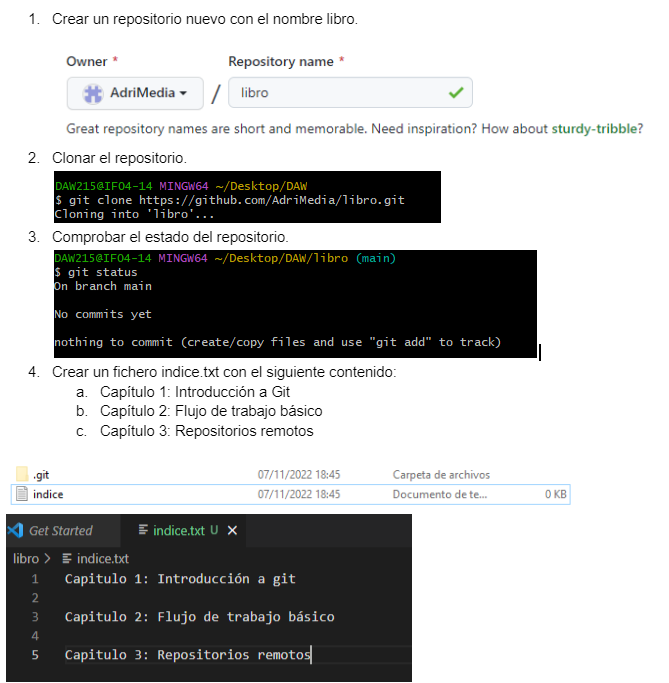 1. Crear un repositorio nuevo con el nombre libro.
Owner * Repository name *
AdriMedia / libro
Great repository names are short and memorable. Need inspiration? How about sturdy-tribble?
2. Clonar el repositorio.
DAW215@IFO4-14 MINGW64 ~/Desktop/DAW
$ git clone https://github.com/AdriMedia/libro.git
Cloning into 'libro'...
3. Comprobar el estado del repositorio.
DAW215@IFO4-14 MINGW64 ~/Desktop/DAW/libro (main)
$ git status
On branch main
No commits yet
nothing to commit (create/copy files and use "git add" to track)
4. Crear un fichero indice.txt con el siguiente contenido:
a. Capítulo 1: Introducción a Git
b. Capítulo 2: Flujo de trabajo básico
c. Capítulo 3: Repositorios remotos
.git 07/11/2022 18:45 Carpeta de archivos
indice 07/11/2022 18:45 Documento de te... 0 KB
Get Started indice.txt U ×
libro > indice.txt
1 Capitulo 1: Introducción a git
2
3 Capitulo 2: Flujo de trabajo básico
4
5 Capitulo 3: Repositorios remotos